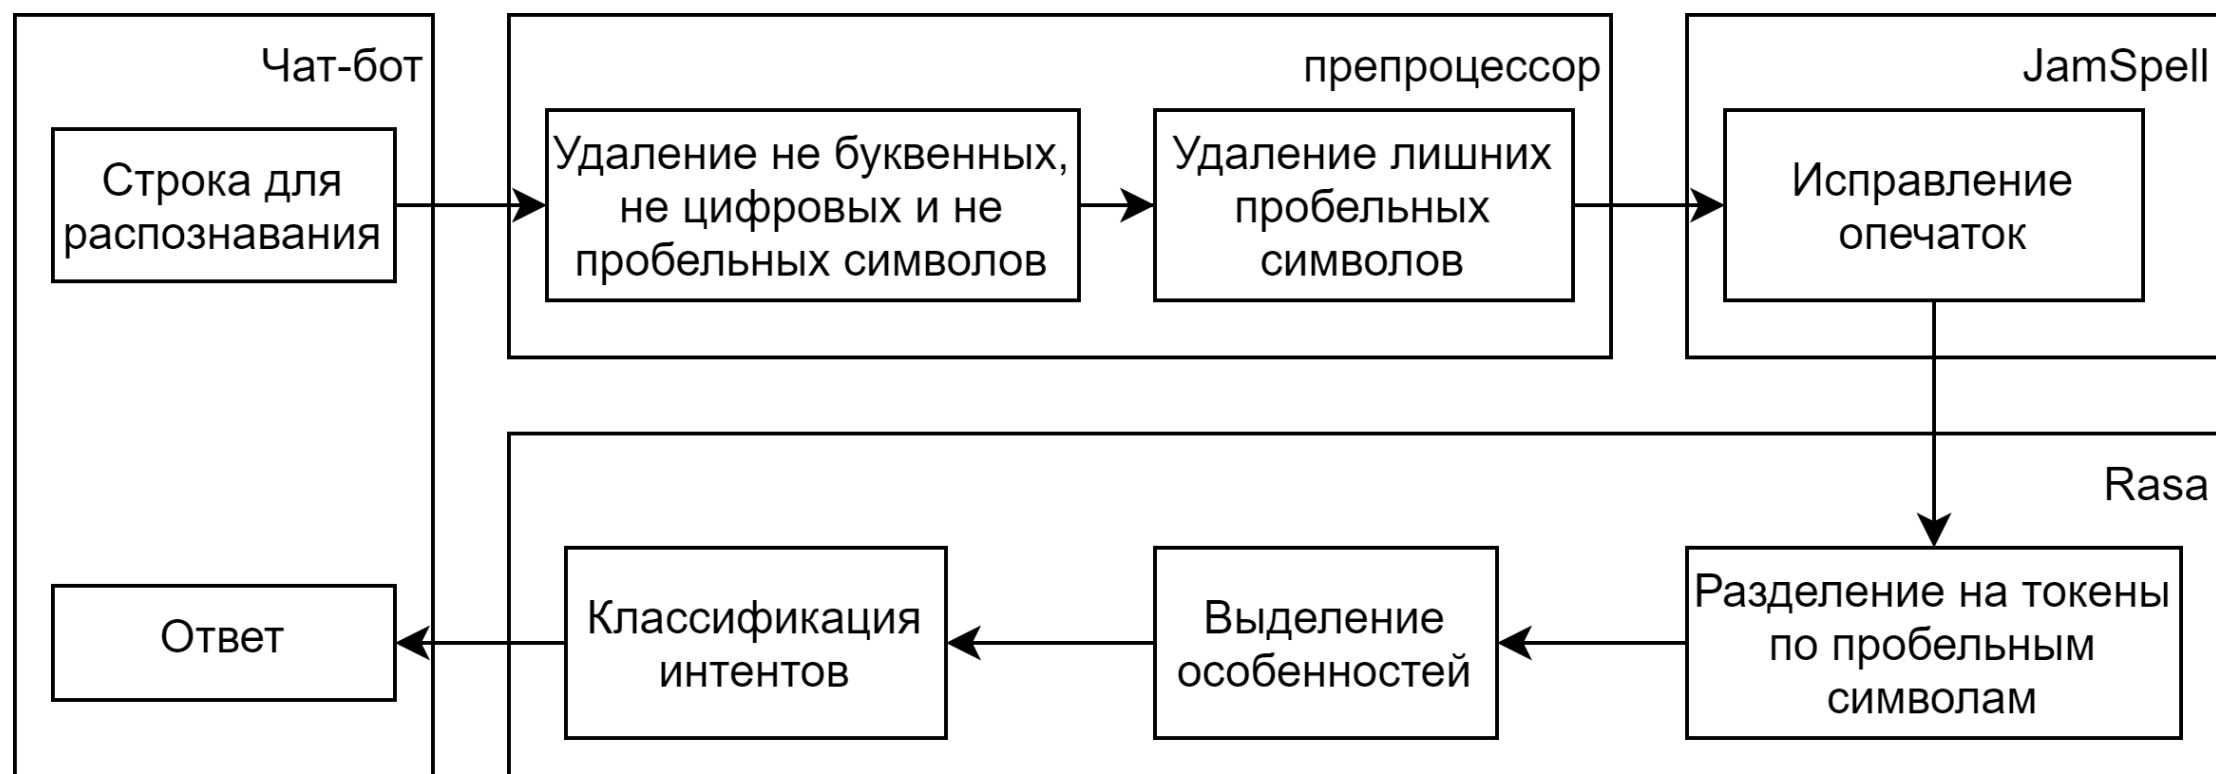 Чат-бот
Строка для
распознавания
препроцессор
Удаление не буквенных,
не цифровых и не
пробельных символов
Удаление лишних
пробельных
символов
JamSpell
Исправление
опечаток
Rasa
Разделение на токены
по пробельным
символам
Выделение
особенностей
Классификация
интентов
Ответ